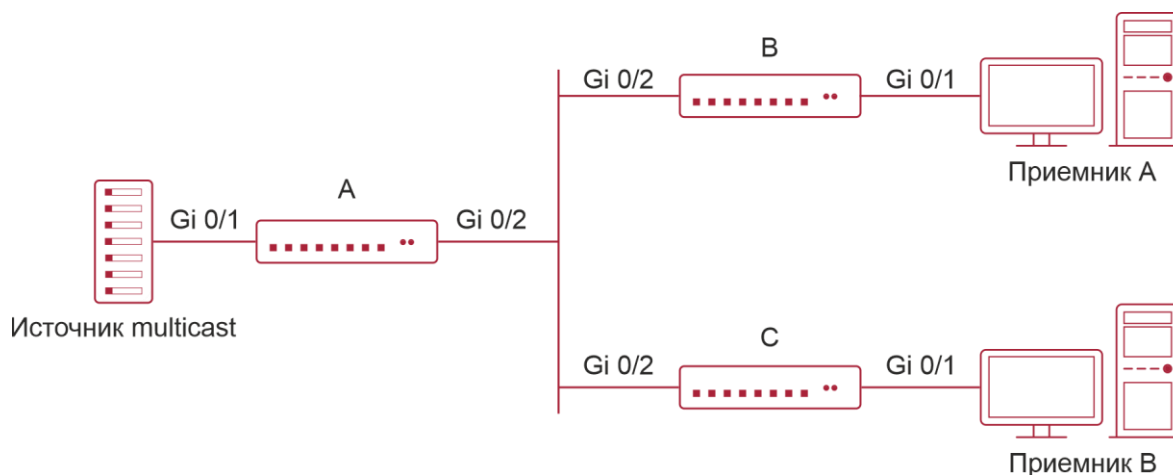 B
Gi 0/2
Gi 0/1
Приемник A
A
Gi 0/1
Gi 0/2
Источник multicast
C
Gi 0/2
Gi 0/1
Приемник B